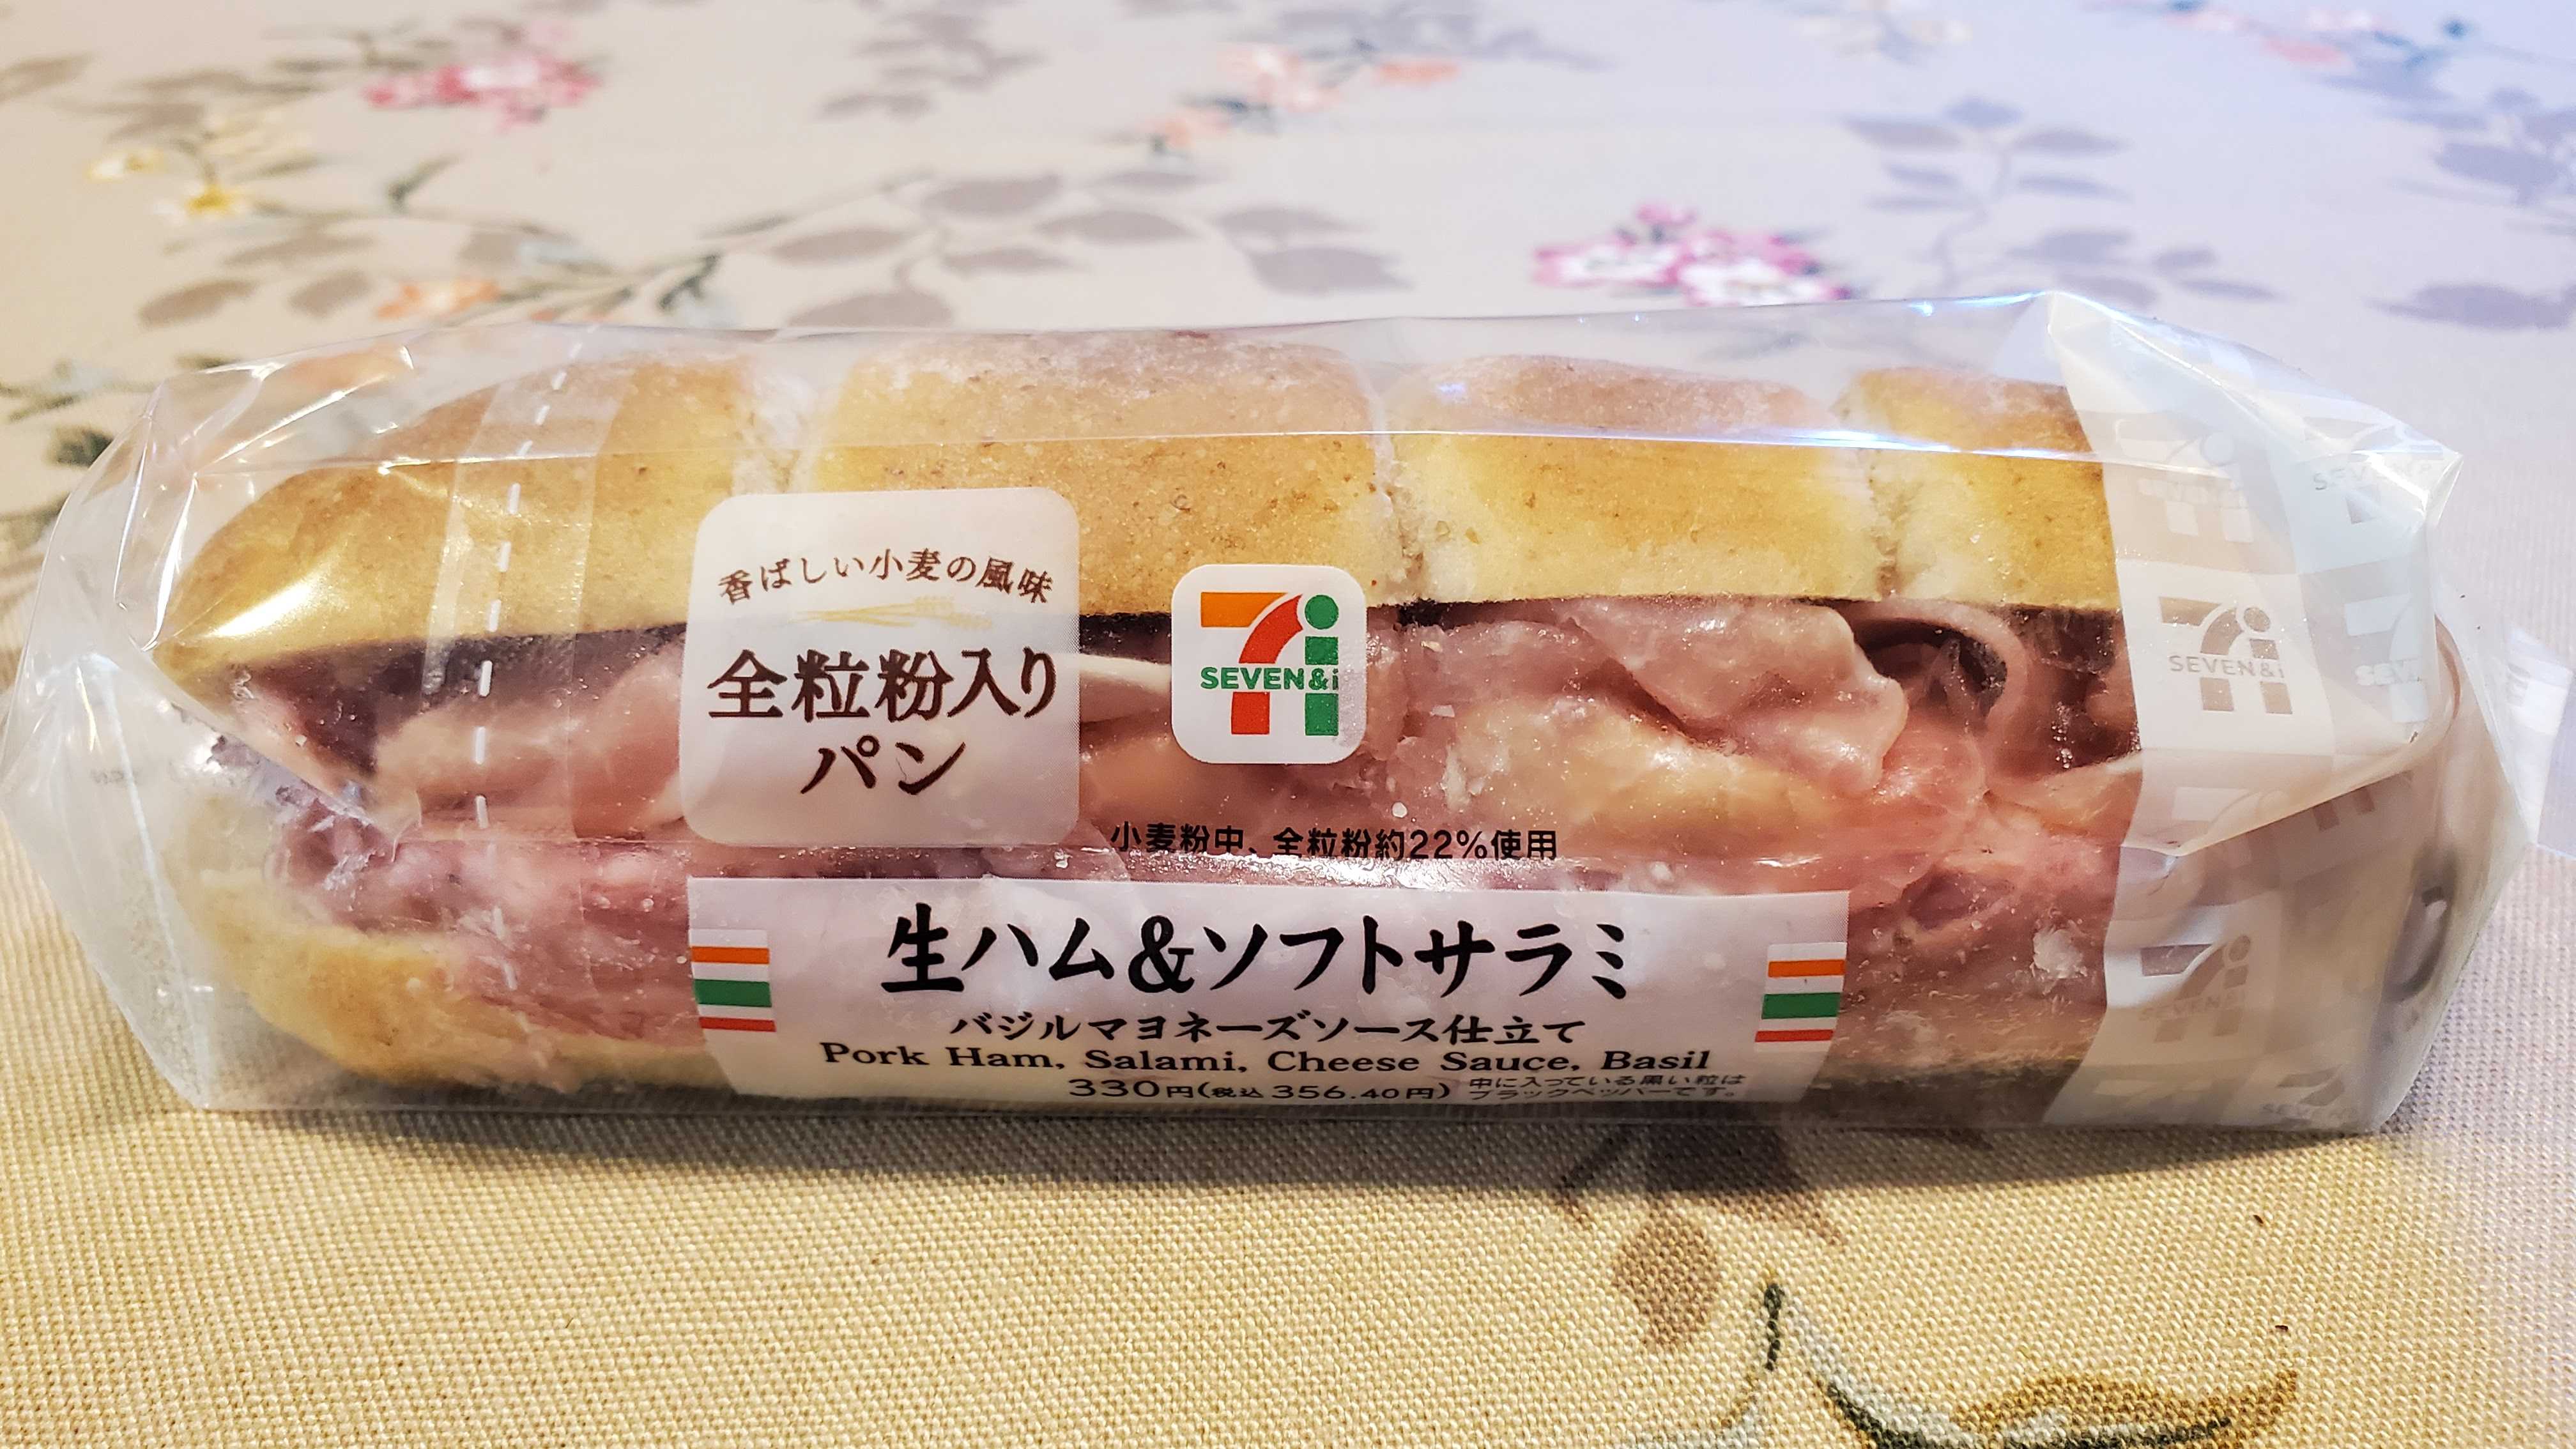 香ばしい小麦の風味
全粒粉入り
パン
SEVEN&i
小麦粉中、全粒粉約22%使用
生ハム&ソフトサラミ
バジルマヨネーズソース仕立て
Pork Ham, Salami, Cheese Sauce, Basil
330円(税込 356.40円)
中に入っている黒い粒は
ブラックペッパーです。
SEVEN&i